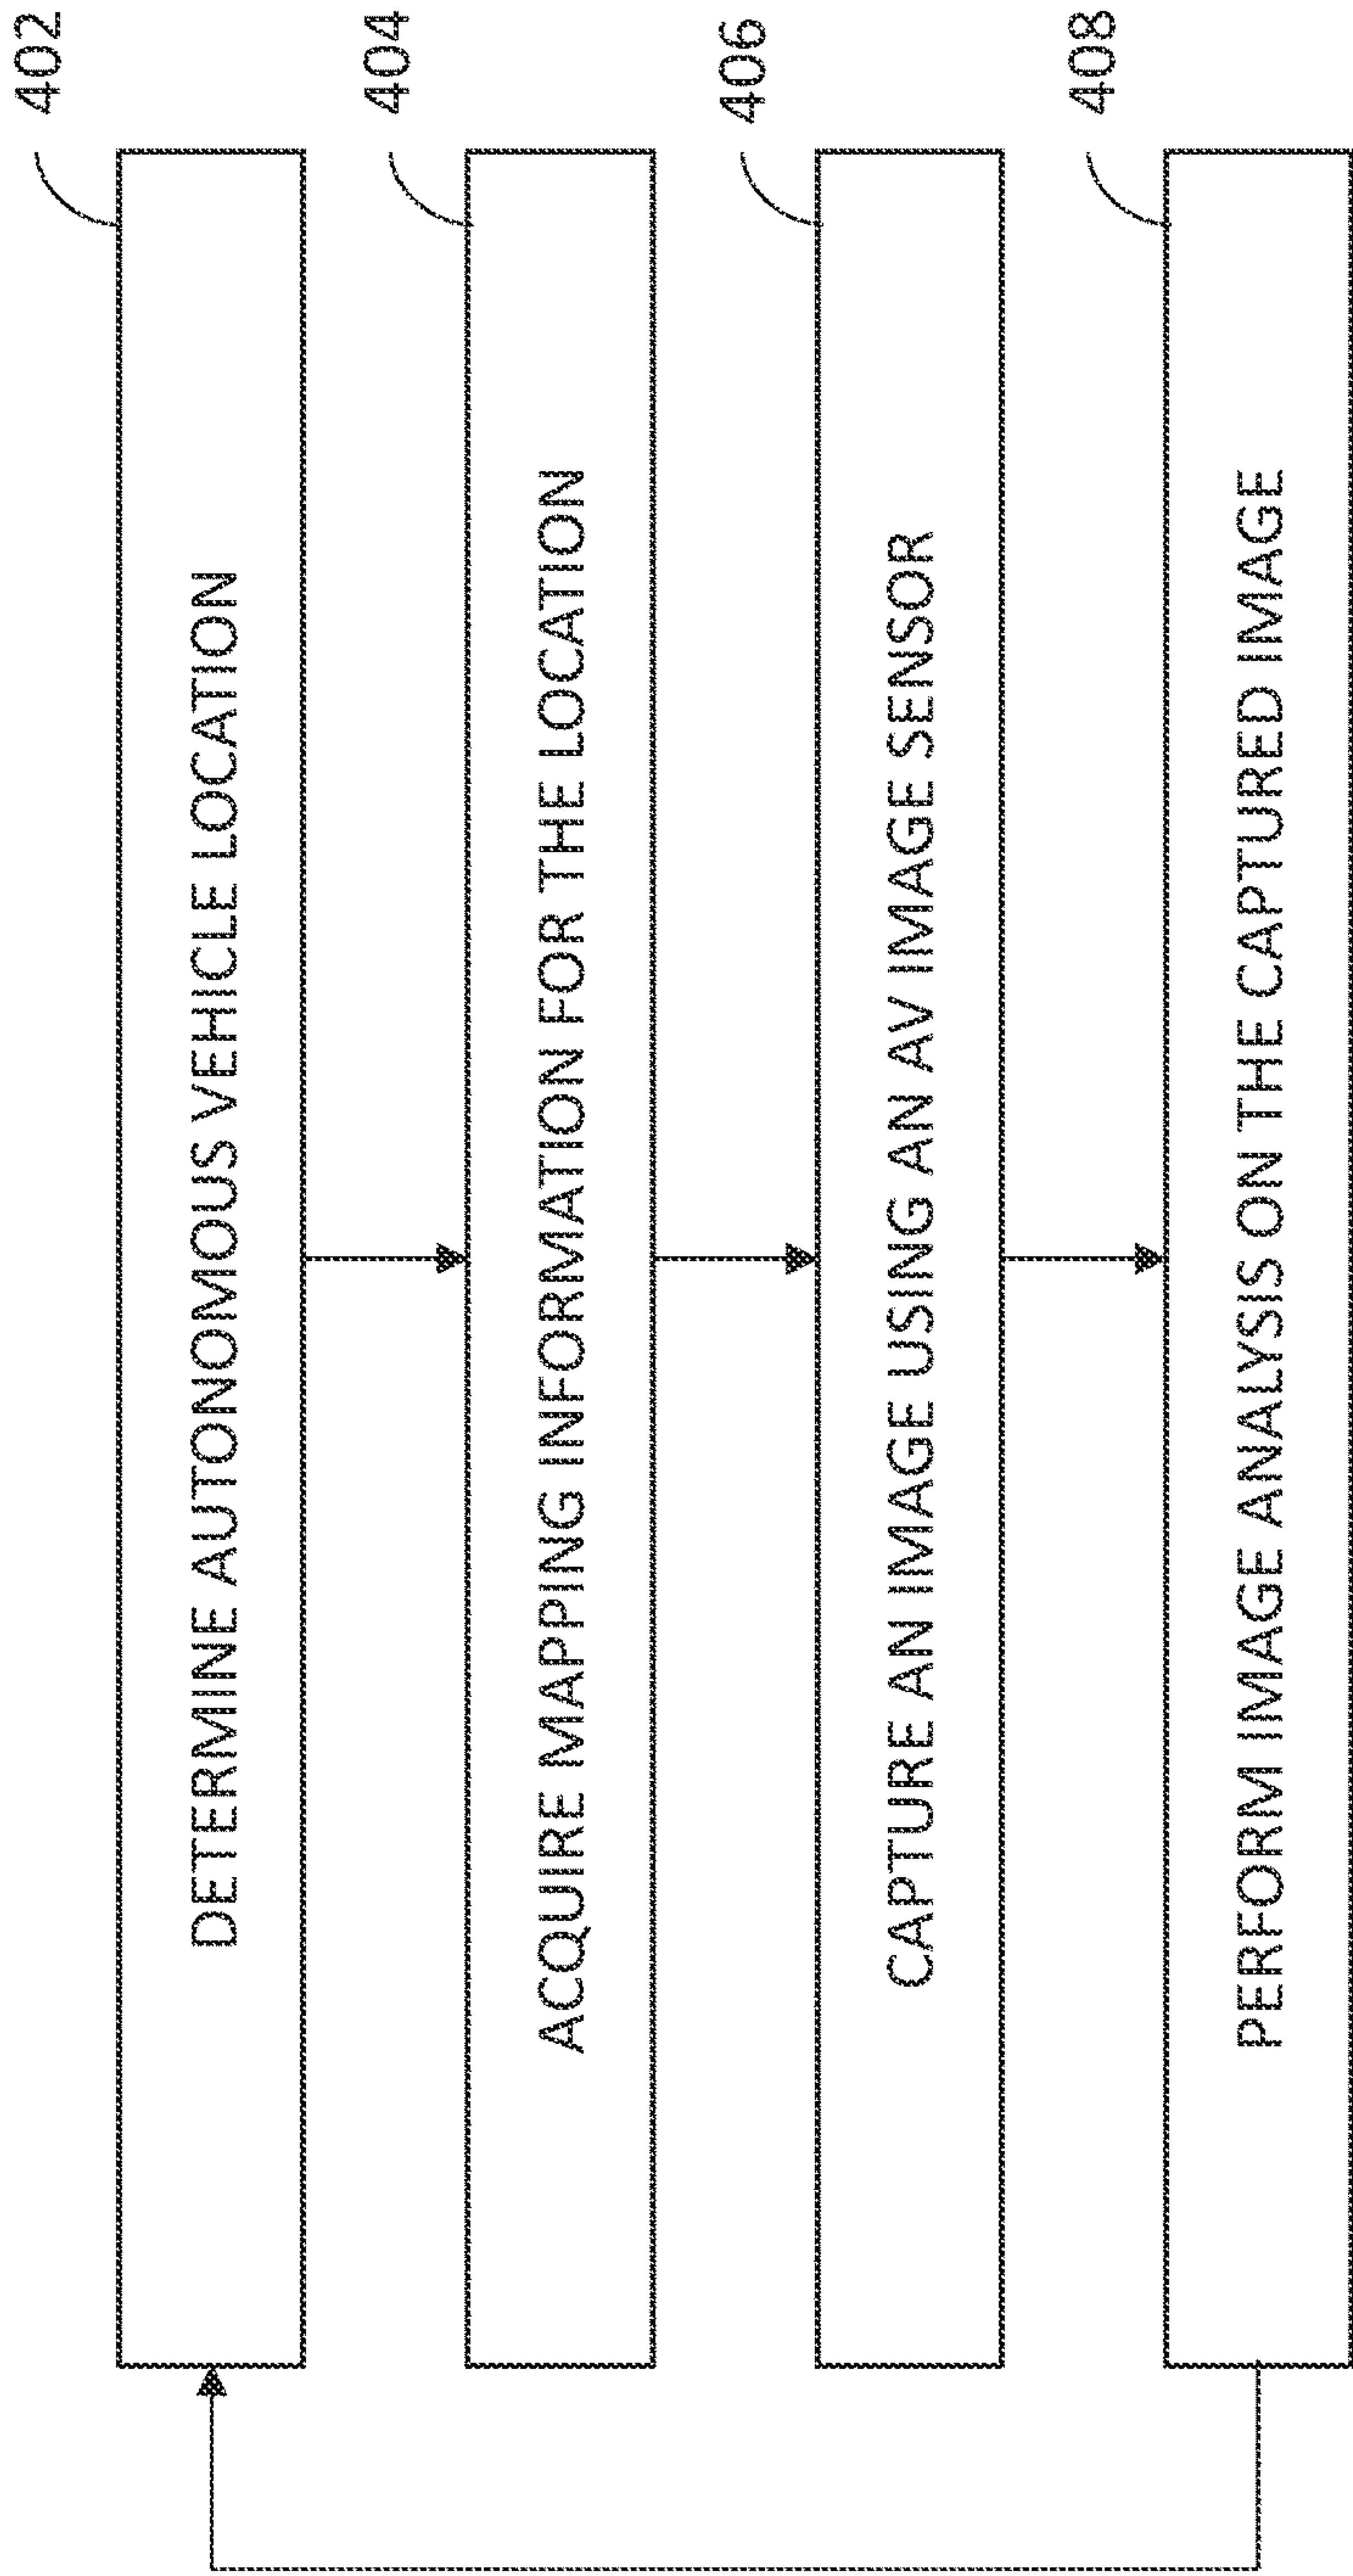 402
DETERMINE AUTONOMOUS VEHICLE LOCATION
404
ACQUIRE MAPPING INFORMATION FOR THE LOCATION
406
CAPTURE AN IMAGE USING AN AV IMAGE SENSOR
408
PERFORM IMAGE ANALYSIS ON THE CAPTURED IMAGE